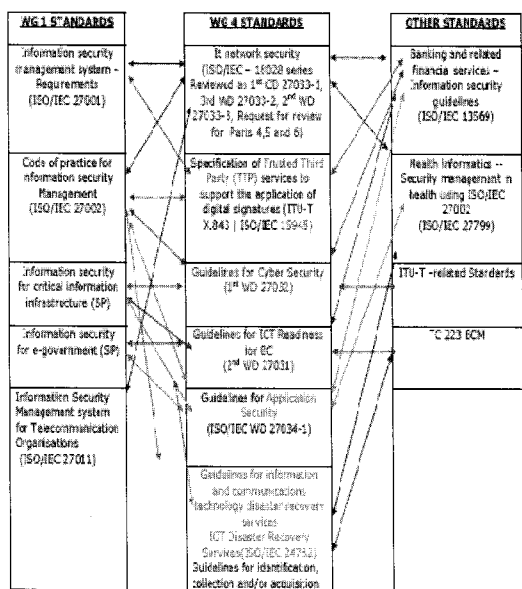 WG 1 STANDARDS
Information security
management system –
Requirements
(ISO/IEC 27001)
Code of practice for
information security
Management
(ISO/IEC 27002)
Information security
for critical information
infrastructure (SP)
Information security
for e-government (SP)
Information Security
Management system
for Telecommunication
Organisations
(ISO/IEC 27011)
WG 4 STANDARDS
It network security
(ISO/IEC – 18028 series
Reviewed as 1st CD 27033-1,
3rd WD 27033-2, 2nd WD
27033-3, Request for review
for Parts 4,5 and 6)
Specification of Trusted Third
Party (TTP) services to
support the application of
digital signatures (ITU-T
X.843 | ISO/IEC 15945)
Guidelines for Cyber Security
(1st WD 27032)
Guidelines for ICT Readiness
for BC
(2nd WD 27031)
Guidelines for Application
Security
(ISO/IEC WD 27034-1)
Guidelines for information
and communications
technology disaster recovery
services
ICT Disaster Recovery
Services(ISO/IEC 24762)
Guidelines for identification,
collection and/or acquisition
OTHER STANDARDS
Banking and related
financial services –
Information security
guidelines
(ISO/IEC 13569)
Health Informatics --
Security management in
health using ISO/IEC
27002
(ISO/IEC 27799)
ITU-T -related Standards
TC 223 BCM